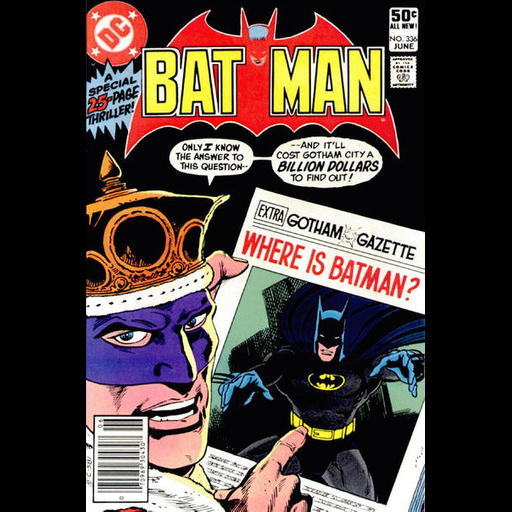 DC
50¢
ALL NEW!
NO. 336
JUNE
APPROVED
BY THE
COMICS
CODE
AUTHORITY
BATMAN
A
SPECIAL
25-PAGE
THRILLER!
ONLY I KNOW
THE ANSWER TO
THIS QUESTION--
--AND IT'LL
COST GOTHAM CITY A
BILLION DOLLARS
TO FIND OUT!
EXTRA GOTHAM GAZETTE
WHERE IS BATMAN?
06